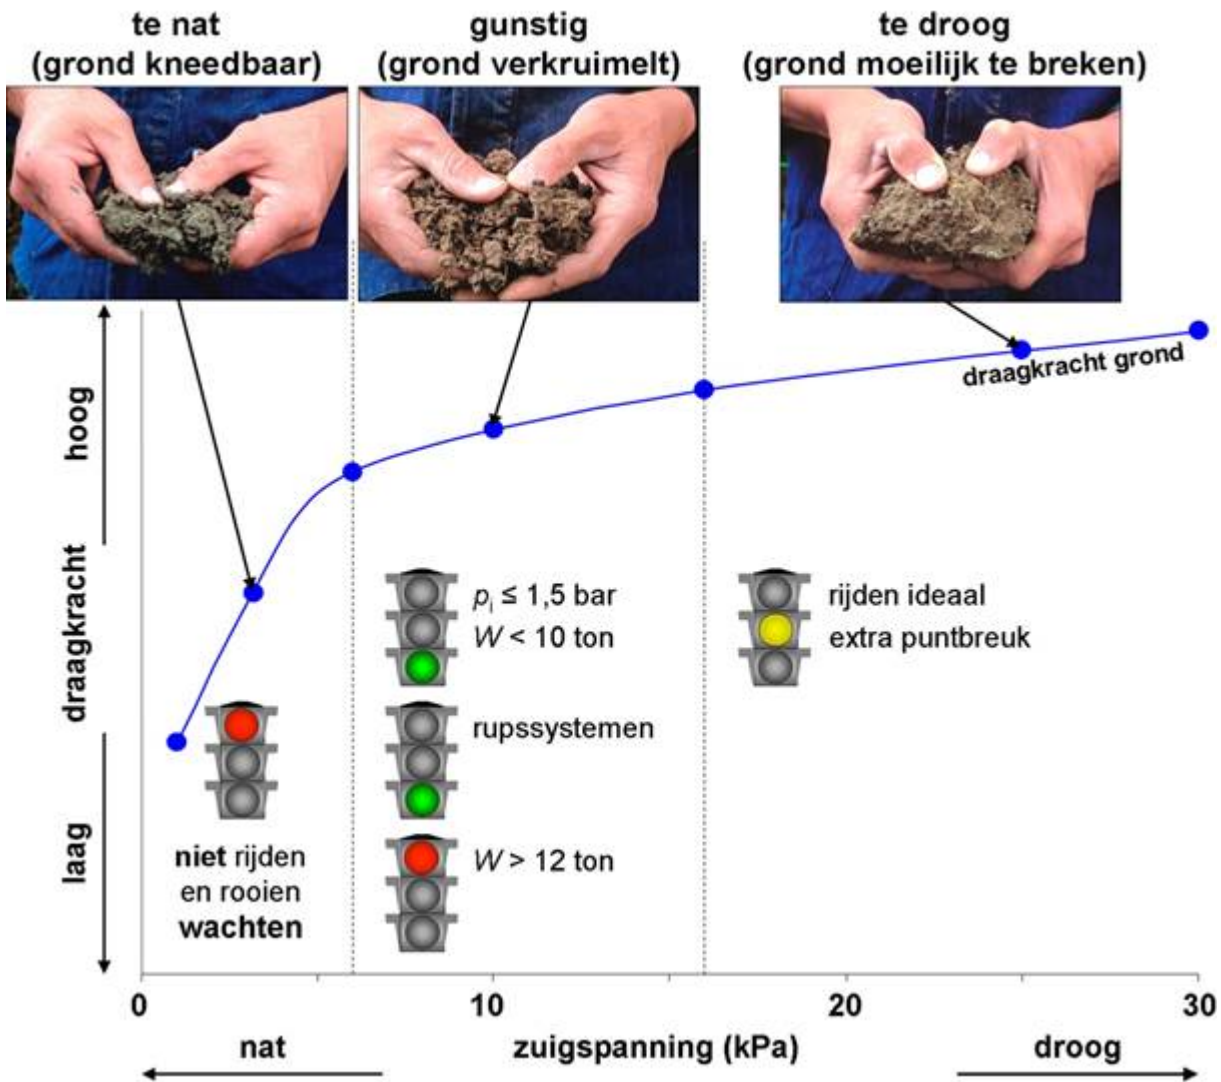 te nat
(grond kneedbaar)
gunstig
(grond verkruimelt)
te droog
(grond moeilijk te breken)
hoog
draagkracht
laag
draagkracht grond
niet rijden
en rooien
wachten
pi ≤ 1,5 bar
W < 10 ton
rupssystemen
W > 12 ton
rijden ideaal
extra puntbreuk
0
10
20
30
nat
zuigspanning (kPa)
droog